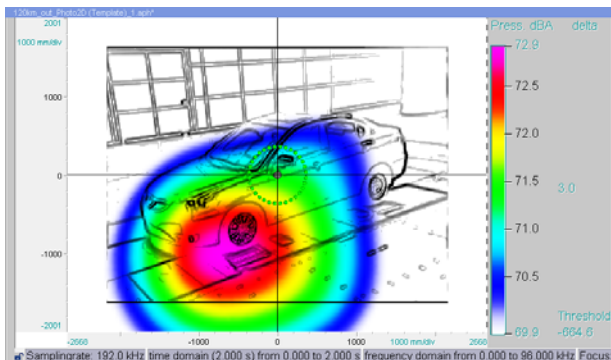 120km_out_Photo2D (Template)_1.aph*
2001
1000 mm/div
1000
0
-1000
-2001
-2666
-1000
0
1000
1000 mm/div
2666
Press. dBA
delta
72.9
72.5
72.0
71.5
71.0
70.5
69.9
3.0
Threshold
-664.6
Samplingrate: 192.0 kHz
time domain (2.000 s) from 0.000 to 2.000 s
frequency domain from 0.000 to 96.000 kHz
Focus